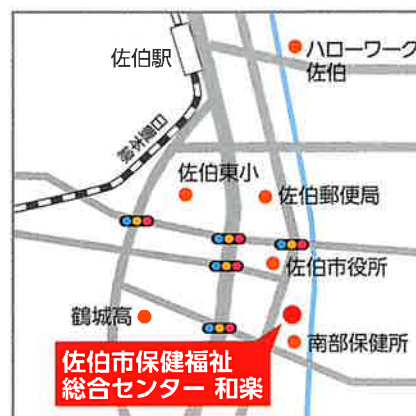 ハローワーク
佐伯
佐伯駅
日豊本線
佐伯東小
佐伯郵便局
佐伯市役所
鶴城高
南部保健所
佐伯市保健福祉
総合センター 和楽